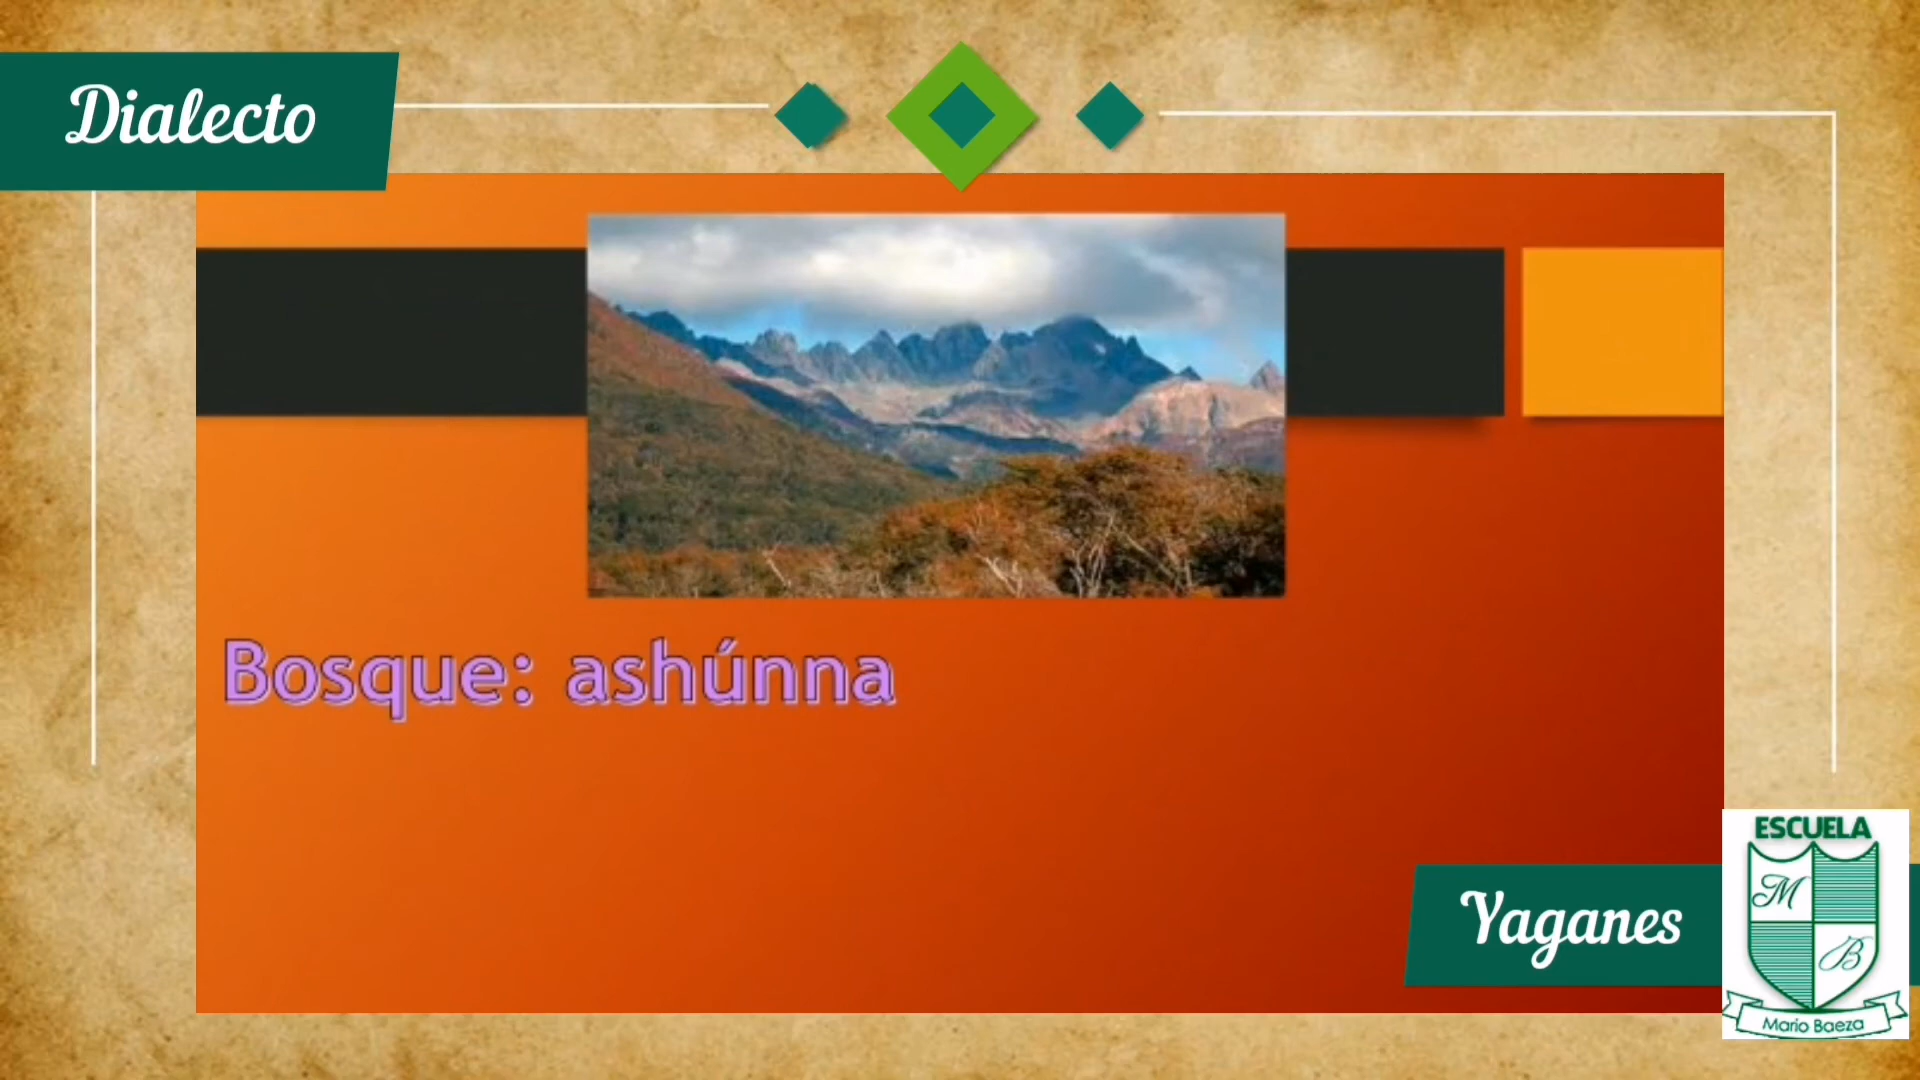 Dialecto
Bosque: ashúnna
Yaganes
ESCUELA
M
B
Mario Baeza